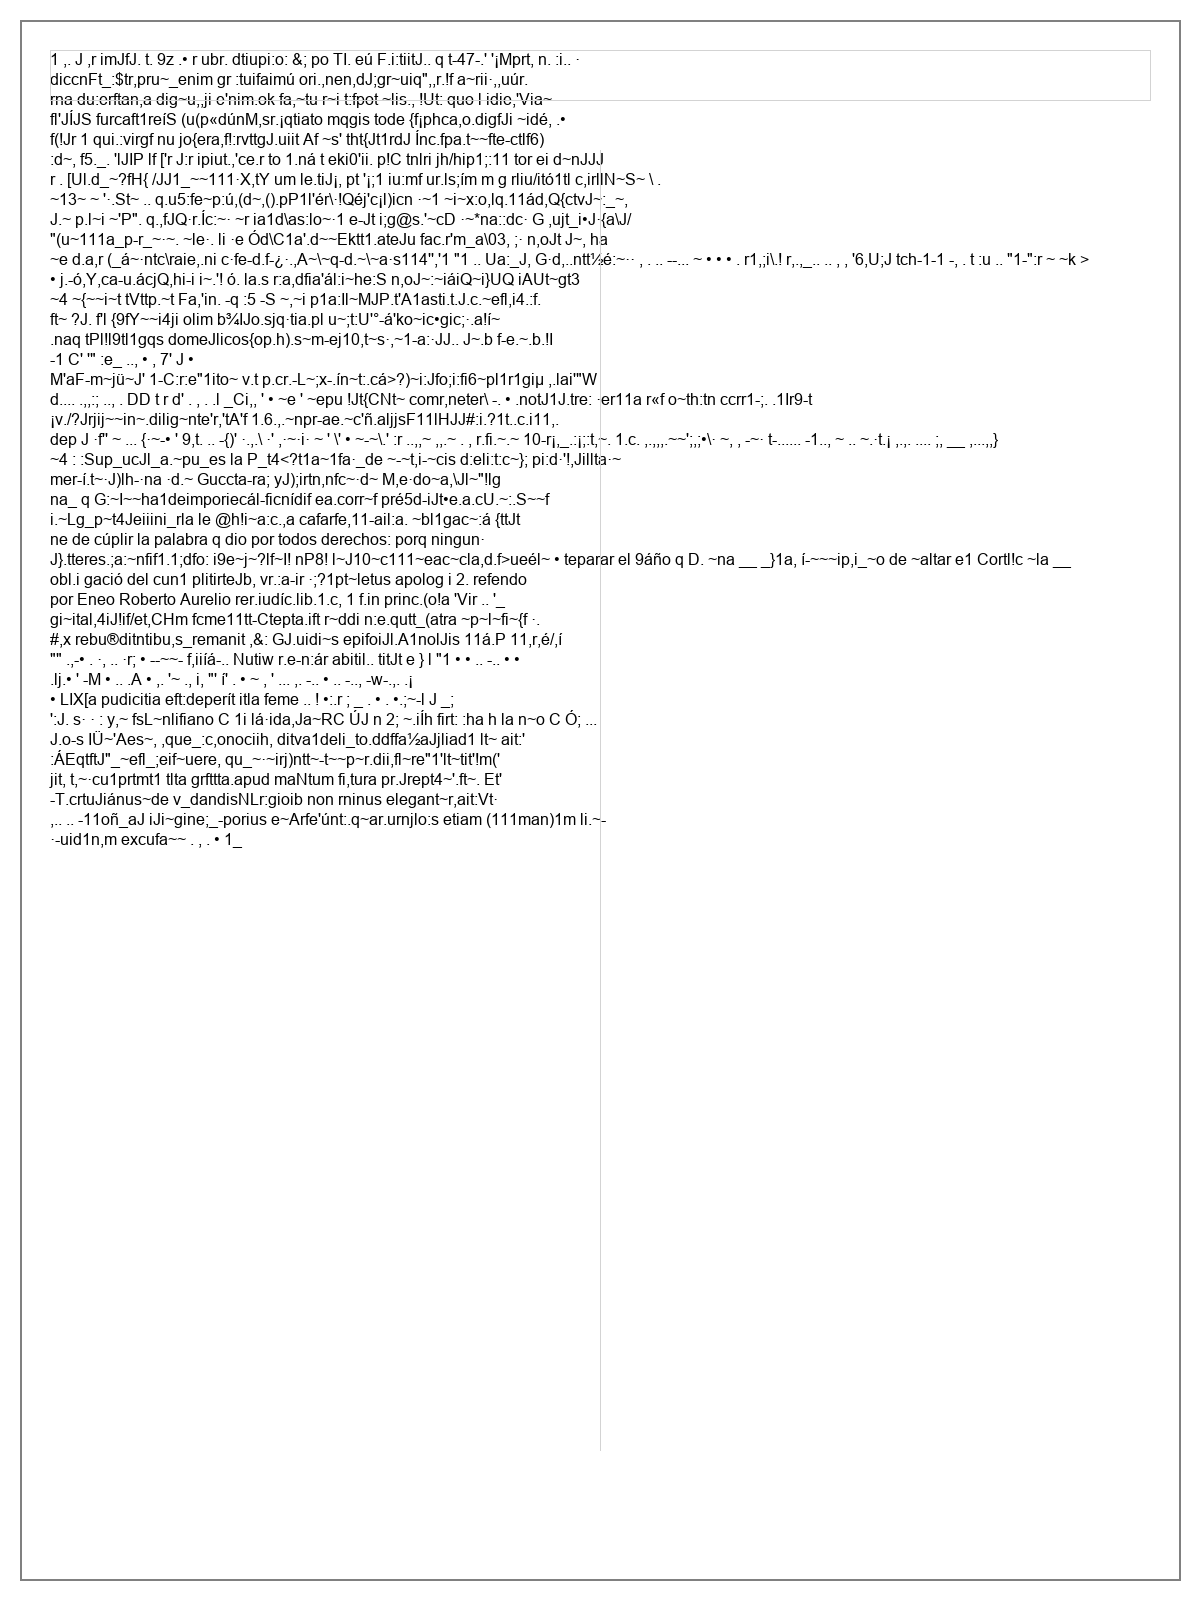 1 ,. J ,r imJfJ. t. 9z .• r ubr. dtiupi:o: &; po TI. eú F.i:tiitJ.. q t-47-.' '¡Mprt, n. :i.. ·
diccnFt_:$tr,pru~_enim gr :tuifaimú ori.,nen,dJ;gr~uiq",,r.!f a~rii·,,uúr.
rna du:erftan,a dig~u,,ji e'nim.ok fa,~tu r~i t:fpot ~lis., !Ut: quo l idio,'Via~
fl'JÍJS furcaft1reíS (u(p«dúnM,sr.¡qtiato mqgis tode {f¡phca,o.digfJi ~idé, .•
f(!Jr 1 qui.:virgf nu jo{era,f!:rvttgJ.uiit Af ~s' tht{Jt1rdJ Ínc.fpa.t~~fte-ctlf6)
:d~, f5._. 'lJIP lf ['r J:r ipiut.,'ce.r to 1.ná t eki0'ii. p!C tnlri jh/hip1;:11 tor ei d~nJJJ
r . [Ul.d_~?fH{ /JJ1_~~111·X,tY um le.tiJ¡, pt '¡;1 iu:mf ur.ls;ím m g rliu/itó1tl c,irllIN~S~ \ .
~13~ ~ '·.St~ .. q.u5:fe~p:ú,(d~,().pP1l'ér\·!Qéj'c¡l)icn ·~1 ~i~x:o,lq.11ád,Q{ctvJ~:_~,
J.~ p.l~i ~'P". q.,fJQ·r.Íc:~· ~r ia1d\as:lo~·1 e-Jt i;g@s.'~cD ·~*na::dc· G ,ujt_i•J·{a\J/
"(u~111a_p-r_~·~. ~le·. li ·e Ód\C1a'.d~~Ektt1.ateJu fac.r'm_a\03, ;· n,oJt J~, ha
~e d.a,r (_á~·ntc\raie,.ni c·fe-d.f-¿·.,A~\~q-d.~\~a·s114",'1 "1 .. Ua:_J, G·d,..ntt½é:~·· , . .. --... ~ • • • . r1,;i\.! r,.,_.. .. , , '6,U;J tch-1-1 -, . t :u .. "1-":r ~ ~k >
• j.-ó,Y,ca-u.ácjQ,hi-i i~.'! ó. la.s r:a,dfia'ál:i~he:S n,oJ~:~iáiQ~i}UQ iAUt~gt3
~4 ~{~~i~t tVttp.~t Fa,'in. -q :5 -S ~,~i p1a:ll~MJP.t'A1asti.t.J.c.~efl,i4.:f.
ft~ ?J. f'l {9fY~~i4ji olim b¾IJo.sjq·tia.pl u~;t:U'°-á'ko~ic•gic;·.a!í~
.naq tPl!l9tl1gqs domeJlicos{op.h).s~m-ej10,t~s·,~1-a:·JJ.. J~.b f-e.~.b.!I
-1 C' '" :e_ .., • , 7' J •
M'aF-m~jü~J' 1-C:r:e"1ito~ v.t p.cr.-L~;x-.ín~t:.cá>?)~i:Jfo;i:fi6~pl1r1giµ ,.lai'"W
d.... .,,:; .., . DD t r d' . , . .l _Ci,, ' • ~e ' ~epu !Jt{CNt~ comr,neter\ -. • .notJ1J.tre: ·er11a r«f o~th:tn ccrr1-;. .1Ir9-t
¡v./?Jrjij~~in~.dilig~nte'r,'tA'f 1.6.,.~npr-ae.~c'ñ.aljjsF11IHJJ#:i.?1t..c.i11,.
dep J ·f" ~ ... {·~-• ' 9,t. .. -{)' ·.,,.\ ·' ,·~·i· ~ ' \' • ~-~\.' :r ..,,~ ,,.~ . , r.fi.~.~ 10-r¡,_.:¡;:t,~. 1.c. ,.,,,.~~';,;•\· ~, , -~· t-...... -1.., ~ .. ~.·t.¡ ,.,. .... ;, __ ,...,,}
~4 : :Sup_ucJl_a.~pu_es la P_t4<?t1a~1fa·_de ~-~t,i-~cis d:eli:t:c~}; pi:d·'!,Jillta·~
mer-í.t~·J)lh-·na ·d.~ Guccta-ra; yJ);irtn,nfc~·d~ M,e·do~a,\Jl~"!lg
na_ q G:~l~~ha1deimporiecál-ficnídif ea.corr~f pré5d-iJt•e.a.cU.~:.S~~f
i.~Lg_p~t4Jeiiini_rla le @h!i~a:c.,a cafarfe,11-ail:a. ~bl1gac~:á {ttJt
ne de cúplir la palabra q dio por todos derechos: porq ningun·
J}.tteres.;a:~nfif1.1;dfo: i9e~j~?lf~l! nP8! l~J10~c111~eac~cla,d.f>ueél~ • teparar el 9áño q D. ~na __ _}1a, í-~~~ip,i_~o de ~altar e1 Cortl!c ~la __
obl.i gació del cun1 plitirteJb, vr.:a-ir ·;?1pt~letus apolog i 2. refendo
por Eneo Roberto Aurelio rer.iudíc.lib.1.c, 1 f.in princ.(o!a 'Vir .. '_
gi~ital,4iJ!if/et,CHm fcme11tt-Ctepta.ift r~ddi n:e.qutt_(atra ~p~l~fi~{f ·.
#,x rebu®ditntibu,s_remanit ,&: GJ.uidi~s epifoiJl.A1nolJis 11á.P 11,r,é/,í
"" .,-• . ·, .. ·r; • --~~- f,iiíá-.. Nutiw r.e-n:ár abitil.. titJt e } l "1 • • .. -.. • •
.lj.• ' -M • .. .A • ,. '~ ., i, "' í' . • ~ , ' ... ,. -.. • .. -.., -w-.,. .¡
• LIX[a pudicitia eft:deperít itla feme .. ! •:.r ; _ . • . •.;~-l J _;
':J. s· · : y,~ fsL~nlifiano C 1i lá·ida,Ja~RC ÚJ n 2; ~.iÍh firt: :ha h la n~o C Ó; ...
J.o-s IÜ~'Aes~, ,que_:c,onociih, ditva1deli_to.ddffa½aJjliad1 lt~ ait:'
:ÁEqtftJ"_~efl_;eif~uere, qu_~·~irj)ntt~-t~~p~r.dii,fl~re"1'lt~tit'!m('
jit, t,~·cu1prtmt1 tlta grfttta.apud maNtum fi,tura pr.Jrept4~'.ft~. Et'
-T.crtuJiánus~de v_dandisNLr:gioib non rninus elegant~r,ait:Vt·
,.. .. -11oñ_aJ iJi~gine;_-porius e~Arfe'únt:.q~ar.urnjlo:s etiam (111man)1m li.~-
·-uid1n,m excufa~~ . , . • 1_